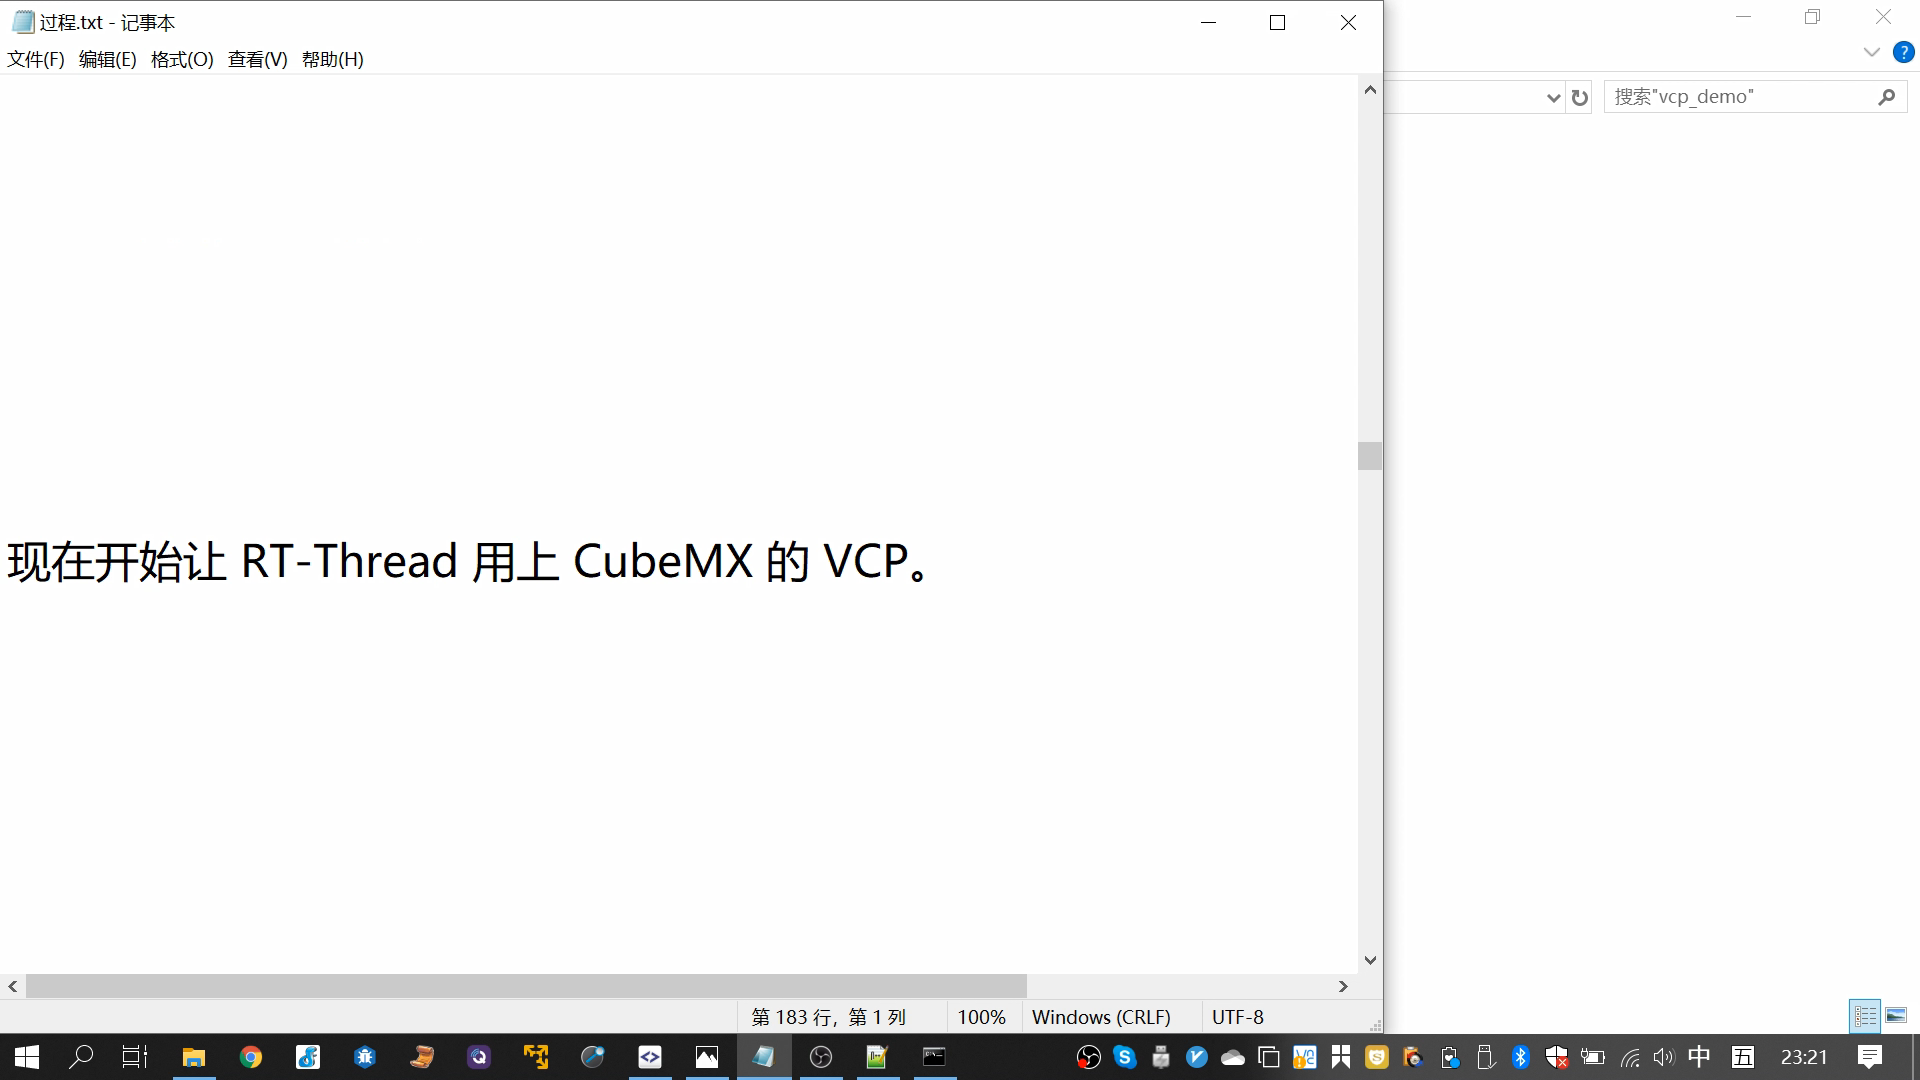 过程.txt - 记事本
文件(F) 编辑(E) 格式(O) 查看(V) 帮助(H)
搜索"vcp_demo"
现在开始让 RT-Thread 用上 CubeMX 的 VCP。
第 183 行，第 1 列 100% Windows (CRLF) UTF-8
中 五 23:21